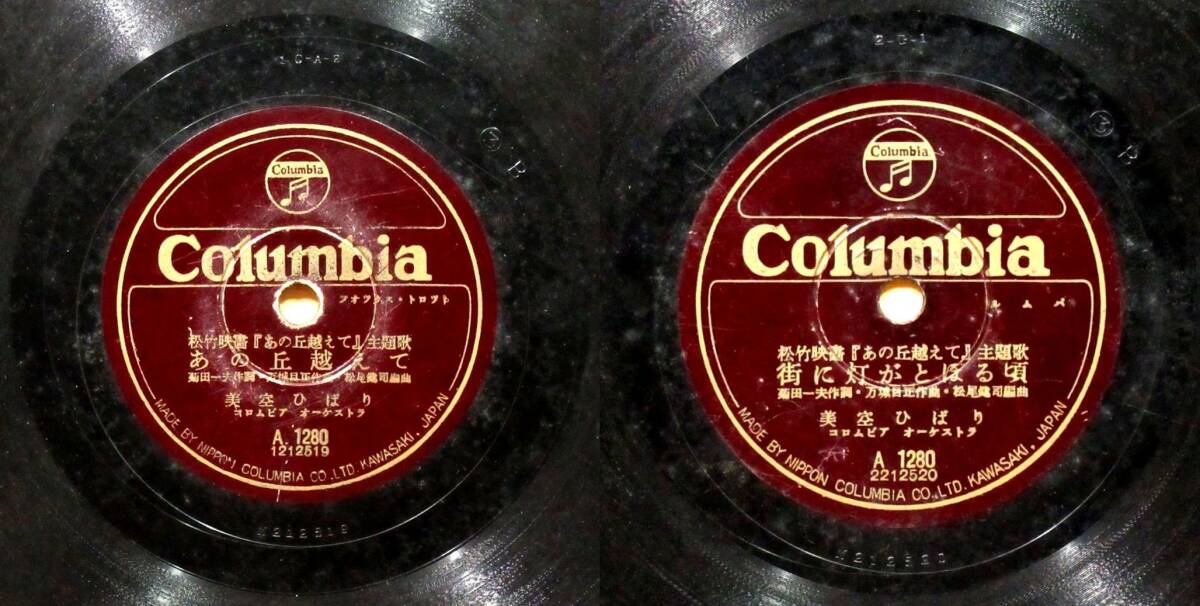 1C-A-2
R
Columbia
Columbia
フオツクス・トロツト
松竹映畫『あの丘越えて』主題歌
あの丘越えて
菊田一夫作詞・万城目正作曲・松尾健司編曲
美空ひばり
コロムビア オーケストラ
A 1280
1212519
MADE BY NIPPON COLUMBIA CO., LTD. KAWASAKI, JAPAN
1212519
2-B-1
R
Columbia
Columbia
ルムバ
松竹映畫『あの丘越えて』主題歌
街に灯がとぼる頃
菊田一夫作詞・万城目正作曲・松尾健司編曲
美空ひばり
コロムビア オーケストラ
A 1280
2212520
MADE BY NIPPON COLUMBIA CO., LTD. KAWASAKI, JAPAN